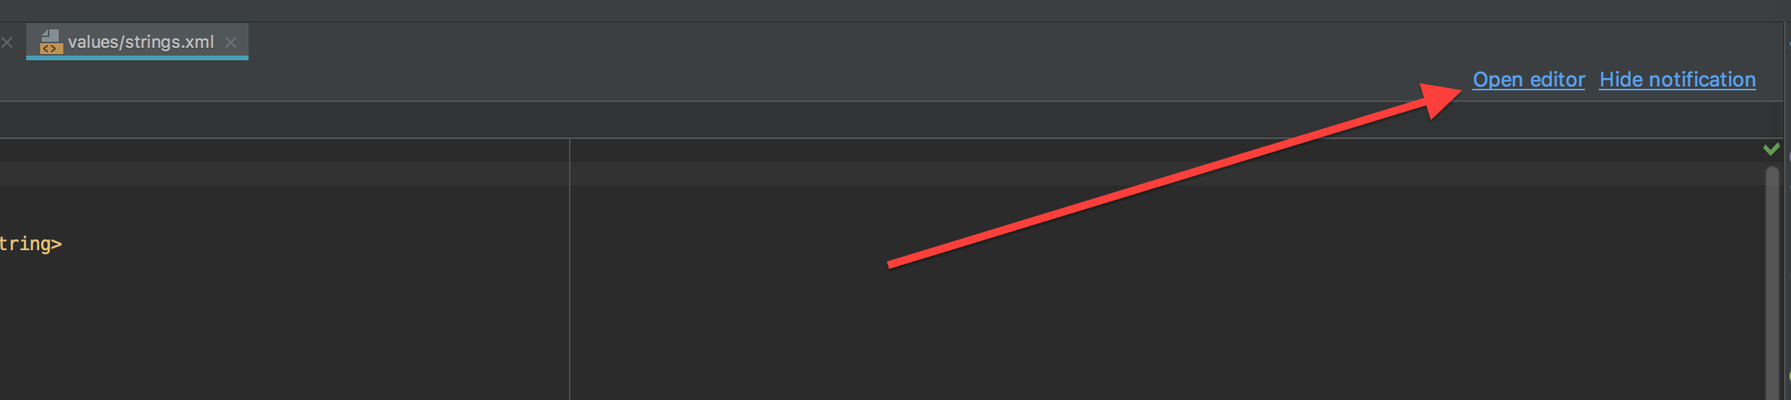 values/strings.xml
Open editor Hide notification
tring>